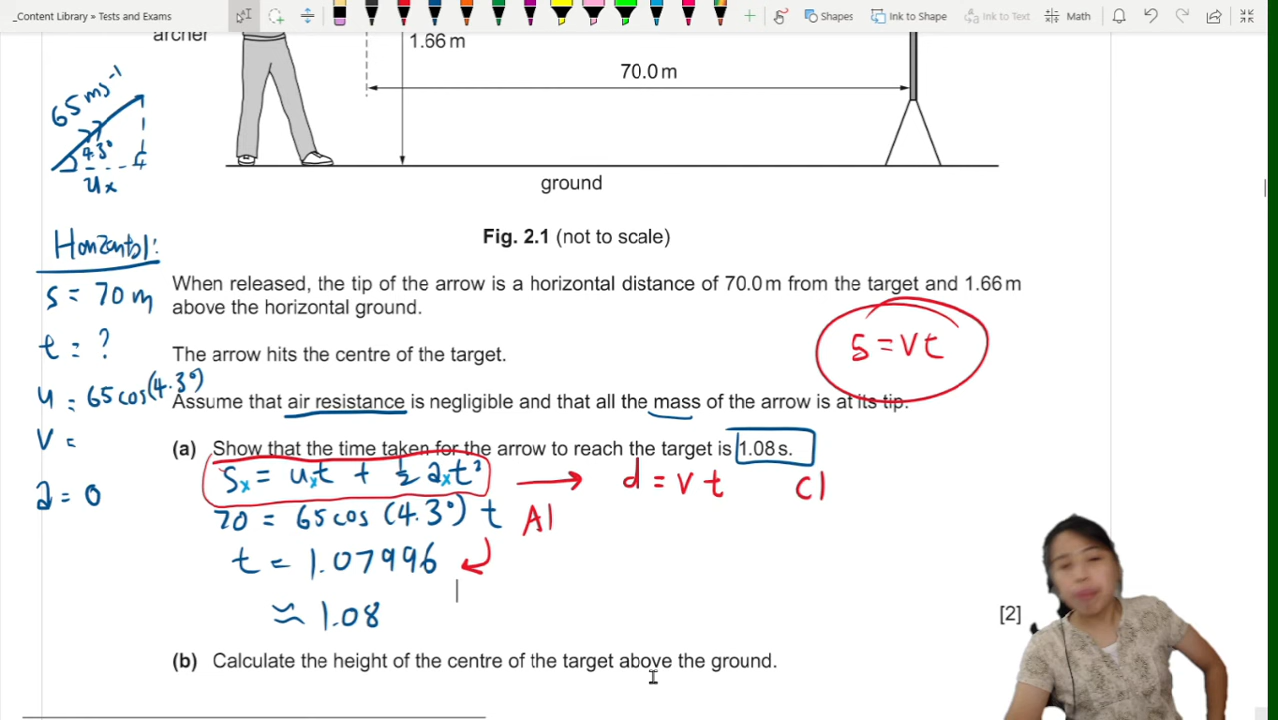 _Content Library » Tests and Exams
Shapes
Ink to Shape
Ink to Text
Math
archer
1.66 m
70.0 m
65 ms⁻¹
4.3°
ux
ground
Fig. 2.1 (not to scale)
Horizontal:
s = 70 m
t = ?
u = 65 cos(4.3°)
v =
a = 0
When released, the tip of the arrow is a horizontal distance of 70.0 m from the target and 1.66 m
above the horizontal ground.
s = vt
The arrow hits the centre of the target.
Assume that air resistance is negligible and that all the mass of the arrow is at its tip.
(a) Show that the time taken for the arrow to reach the target is 1.08 s.
sx = uxt + ½ axt² → d = v t C1
70 = 65 cos (4.3°) t A1
t = 1.07996
≈ 1.08
[2]
(b) Calculate the height of the centre of the target above the ground.